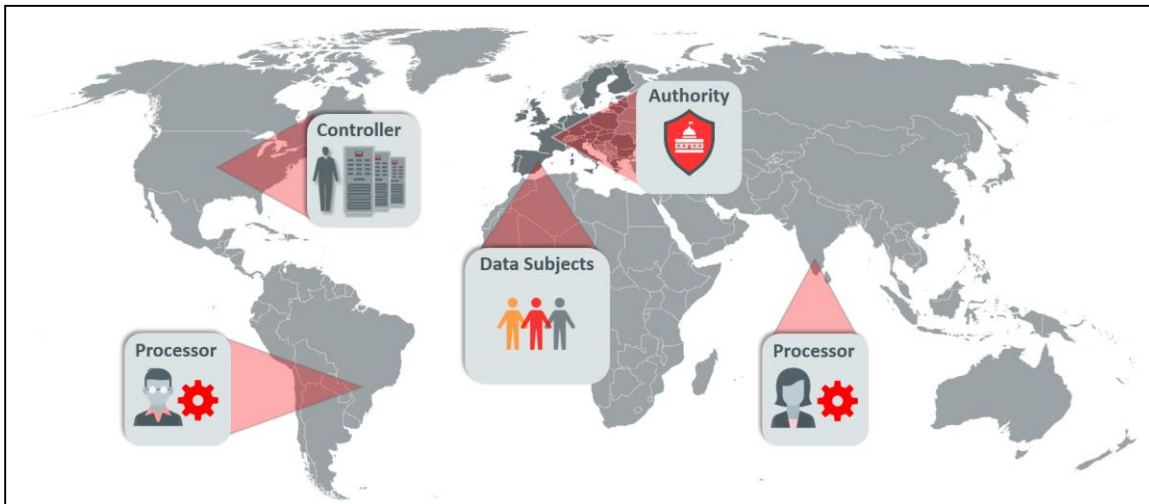 Authority
Controller
Data Subjects
Processor
Processor